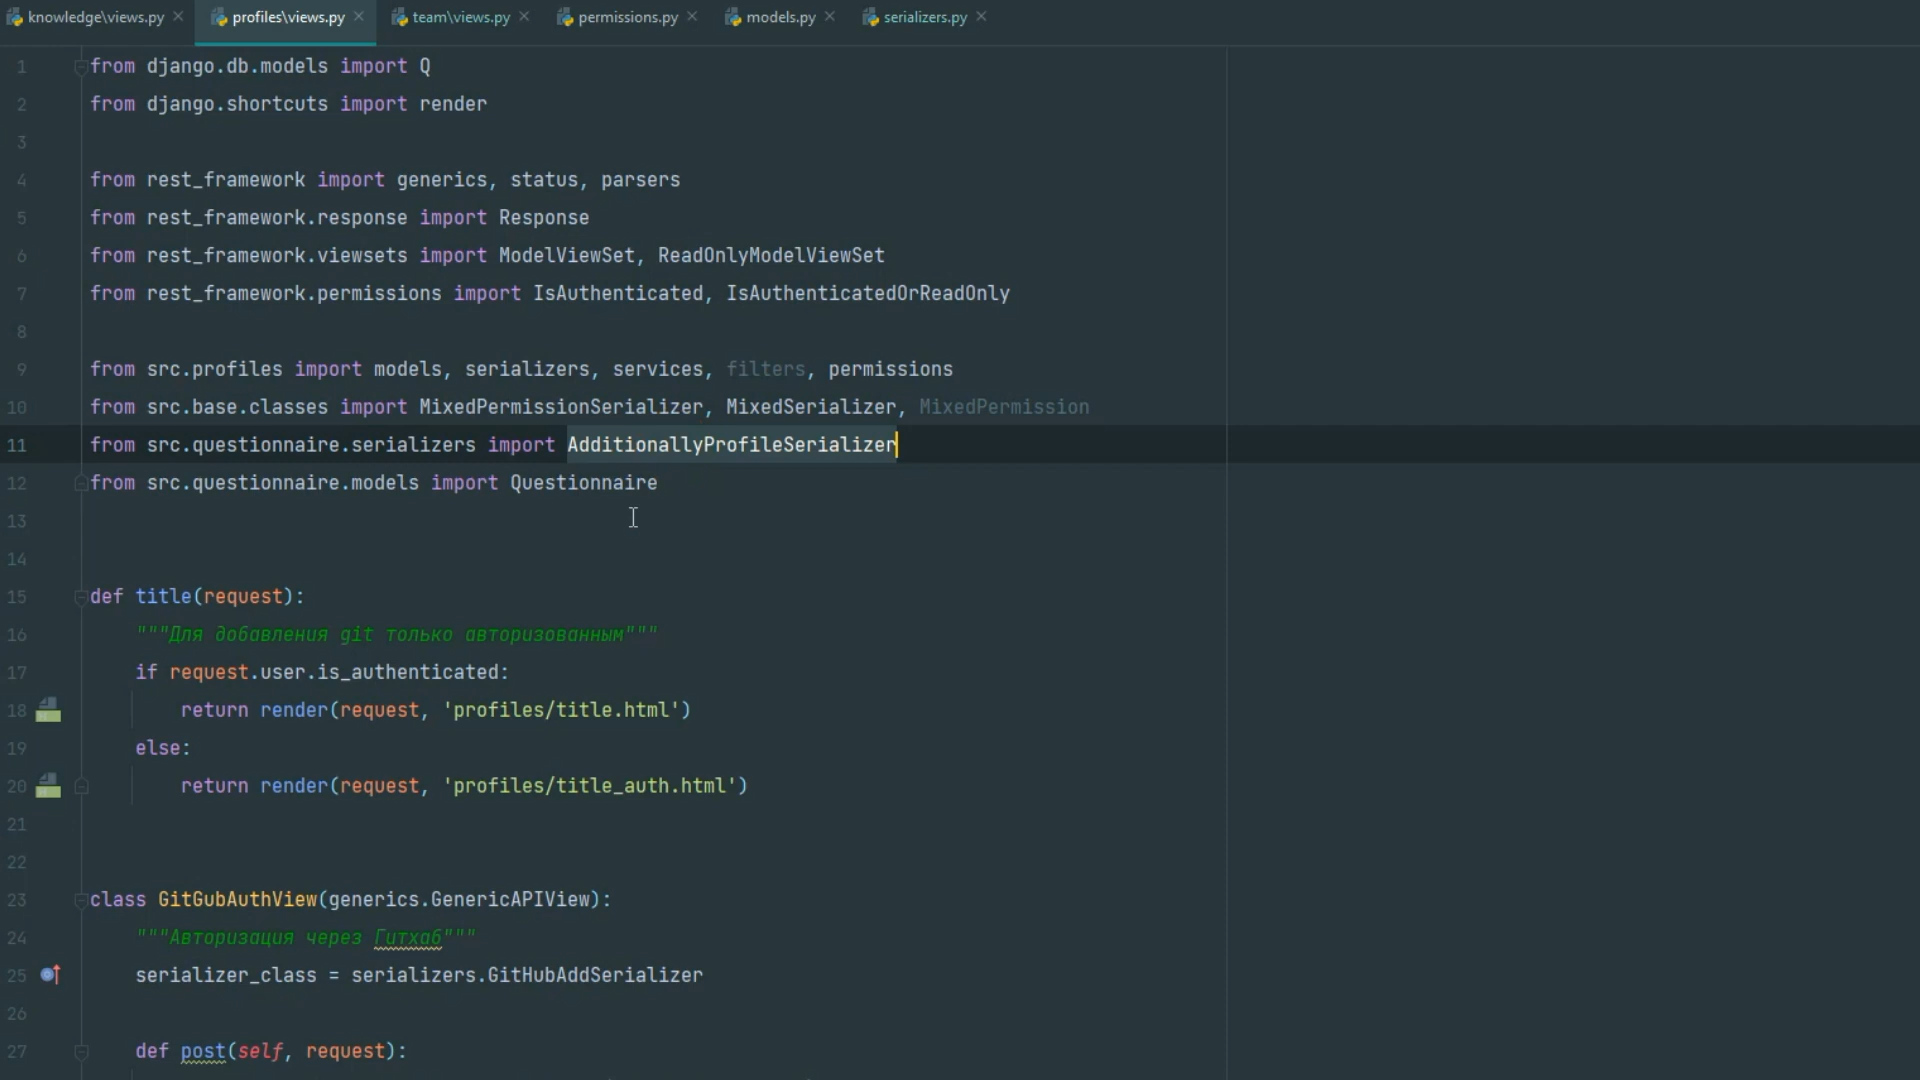 knowledge\views.py profiles\views.py team\views.py permissions.py models.py serializers.py
1 from django.db.models import Q
2 from django.shortcuts import render
3
4 from rest_framework import generics, status, parsers
5 from rest_framework.response import Response
6 from rest_framework.viewsets import ModelViewSet, ReadOnlyModelViewSet
7 from rest_framework.permissions import IsAuthenticated, IsAuthenticatedOrReadOnly
8
9 from src.profiles import models, serializers, services, filters, permissions
10 from src.base.classes import MixedPermissionSerializer, MixedSerializer, MixedPermission
11 from src.questionnaire.serializers import AdditionallyProfileSerializer
12 from src.questionnaire.models import Questionnaire
13
14
15 def title(request):
16 """Для добавления git только авторизованным"""
17 if request.user.is_authenticated:
18 return render(request, 'profiles/title.html')
19 else:
20 return render(request, 'profiles/title_auth.html')
21
22
23 class GitGubAuthView(generics.GenericAPIView):
24 """Авторизация через Гитхаб"""
25 serializer_class = serializers.GitHubAddSerializer
26
27 def post(self, request):